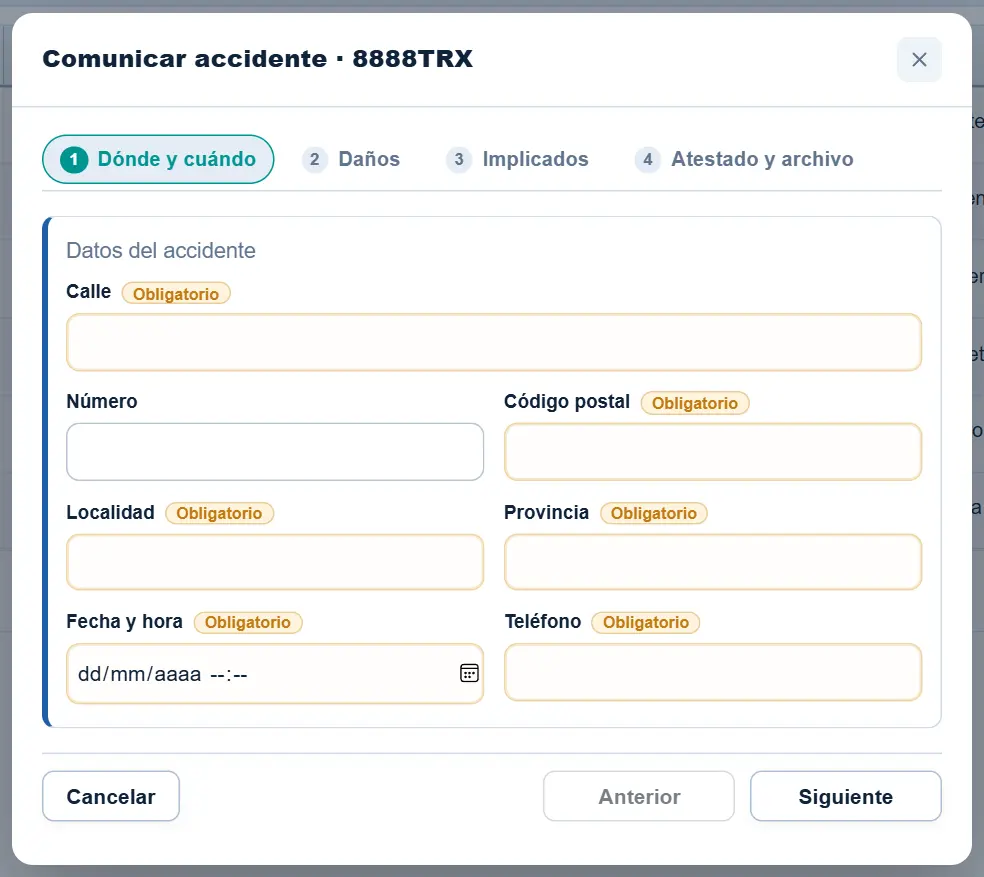 Comunicar accidente · 8888TRX
1 Dónde y cuándo 2 Daños 3 Implicados 4 Atestado y archivo
Datos del accidente
Calle Obligatorio
Número Código postal Obligatorio
Localidad Obligatorio Provincia Obligatorio
Fecha y hora Obligatorio Teléfono Obligatorio
dd/mm/aaaa --:--
Cancelar Anterior Siguiente